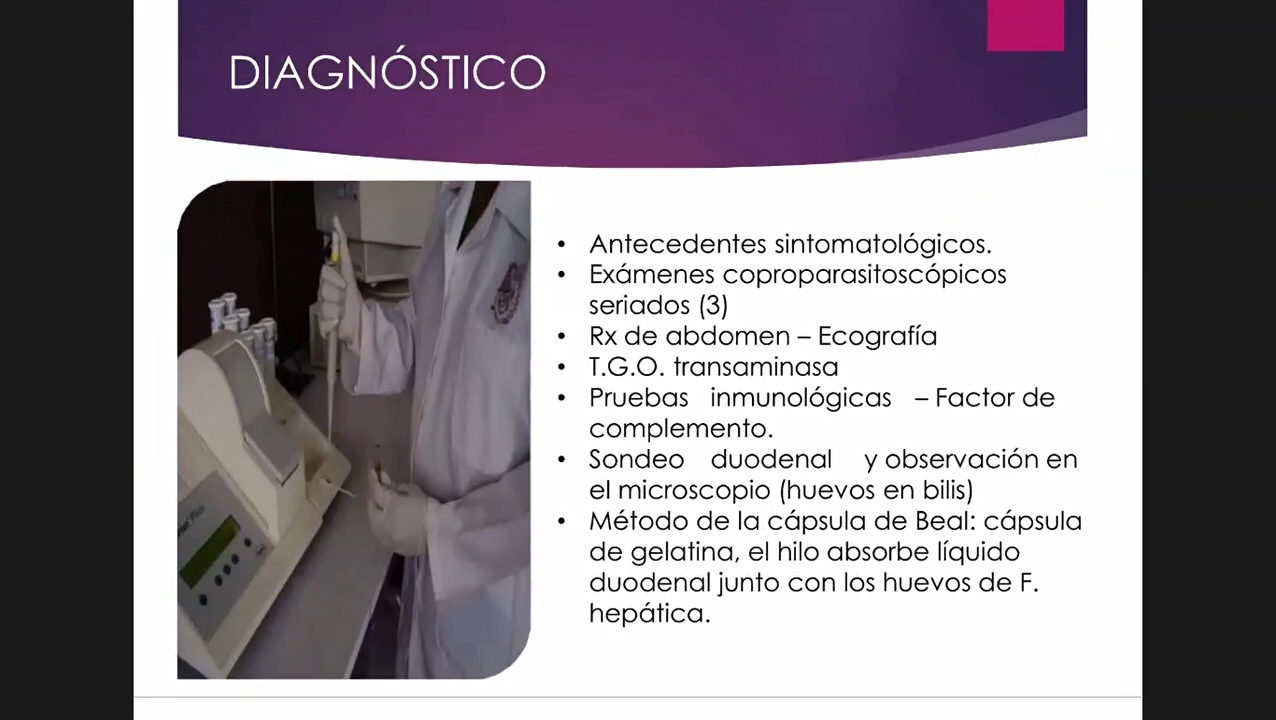 DIAGNÓSTICO
• Antecedentes sintomatológicos.
• Exámenes coproparasitoscópicos
seriados (3)
• Rx de abdomen – Ecografía
• T.G.O. transaminasa
• Pruebas inmunológicas – Factor de
complemento.
• Sondeo duodenal y observación en
el microscopio (huevos en bilis)
• Método de la cápsula de Beal: cápsula
de gelatina, el hilo absorbe líquido
duodenal junto con los huevos de F.
hepática.